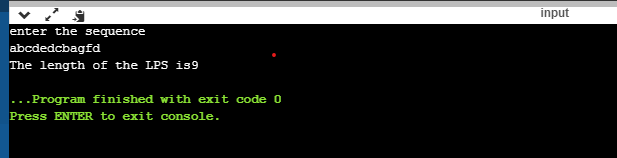 input
enter the sequence
abcdedcbagfd
The length of the LPS is9
...Program finished with exit code 0
Press ENTER to exit console.